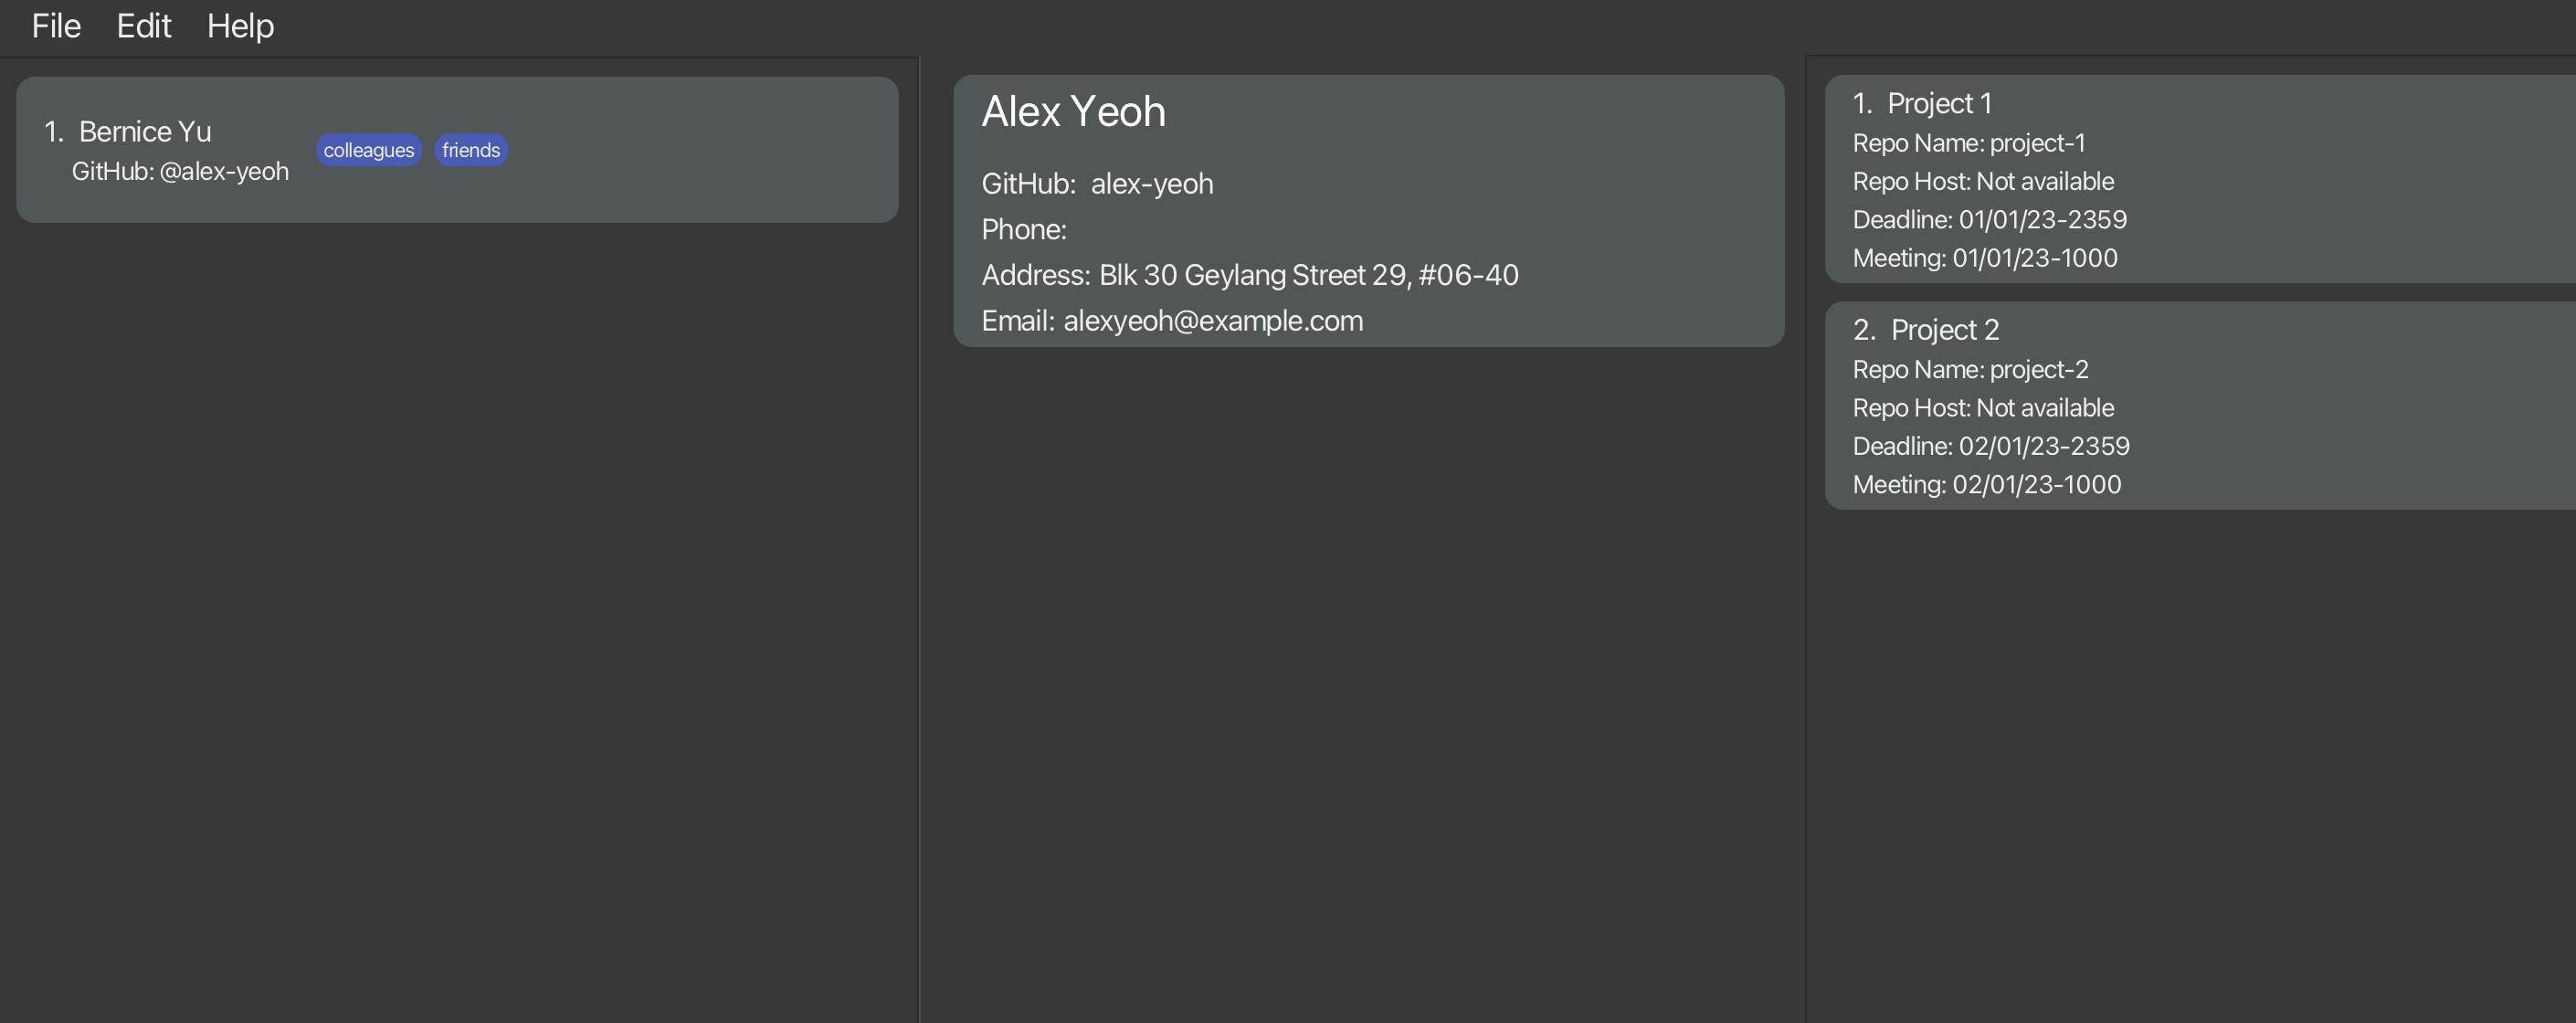 File Edit Help
1. Bernice Yu
GitHub: @alex-yeoh
colleagues friends
Alex Yeoh
GitHub: alex-yeoh
Phone:
Address: Blk 30 Geylang Street 29, #06-40
Email: alexyeoh@example.com
1. Project 1
Repo Name: project-1
Repo Host: Not available
Deadline: 01/01/23-2359
Meeting: 01/01/23-1000
2. Project 2
Repo Name: project-2
Repo Host: Not available
Deadline: 02/01/23-2359
Meeting: 02/01/23-1000